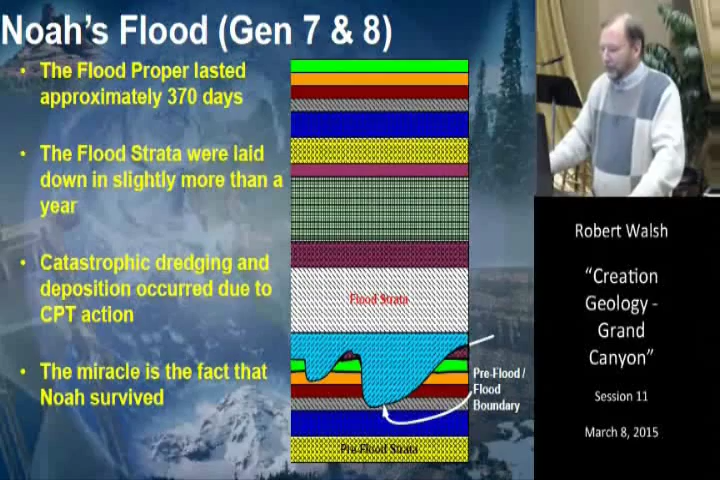 Noah's Flood (Gen 7 & 8)
• The Flood Proper lasted
approximately 370 days
• The Flood Strata were laid
down in slightly more than a
year
• Catastrophic dredging and
deposition occurred due to
CPT action
• The miracle is the fact that
Noah survived
Flood Strata
Pre-Flood /
Flood
Boundary
Pre-Flood Strata
Robert Walsh
“Creation
Geology -
Grand
Canyon”
Session 11
March 8, 2015